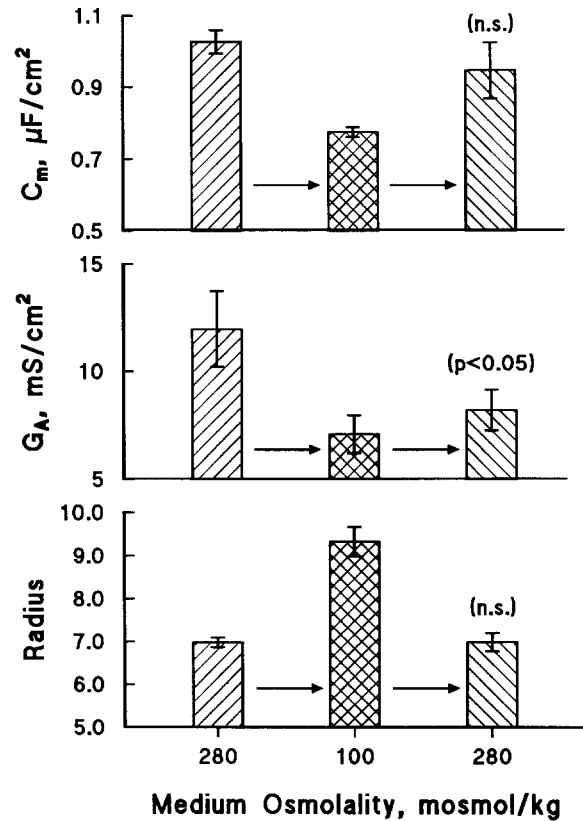 1.1
0.9
0.7
0.5
Cm, µF/cm²
(n.s.)
15
10
5
GA, mS/cm²
(p<0.05)
10.0
9.0
8.0
7.0
6.0
5.0
Radius
(n.s.)
280 100 280
Medium Osmolality, mosmol/kg